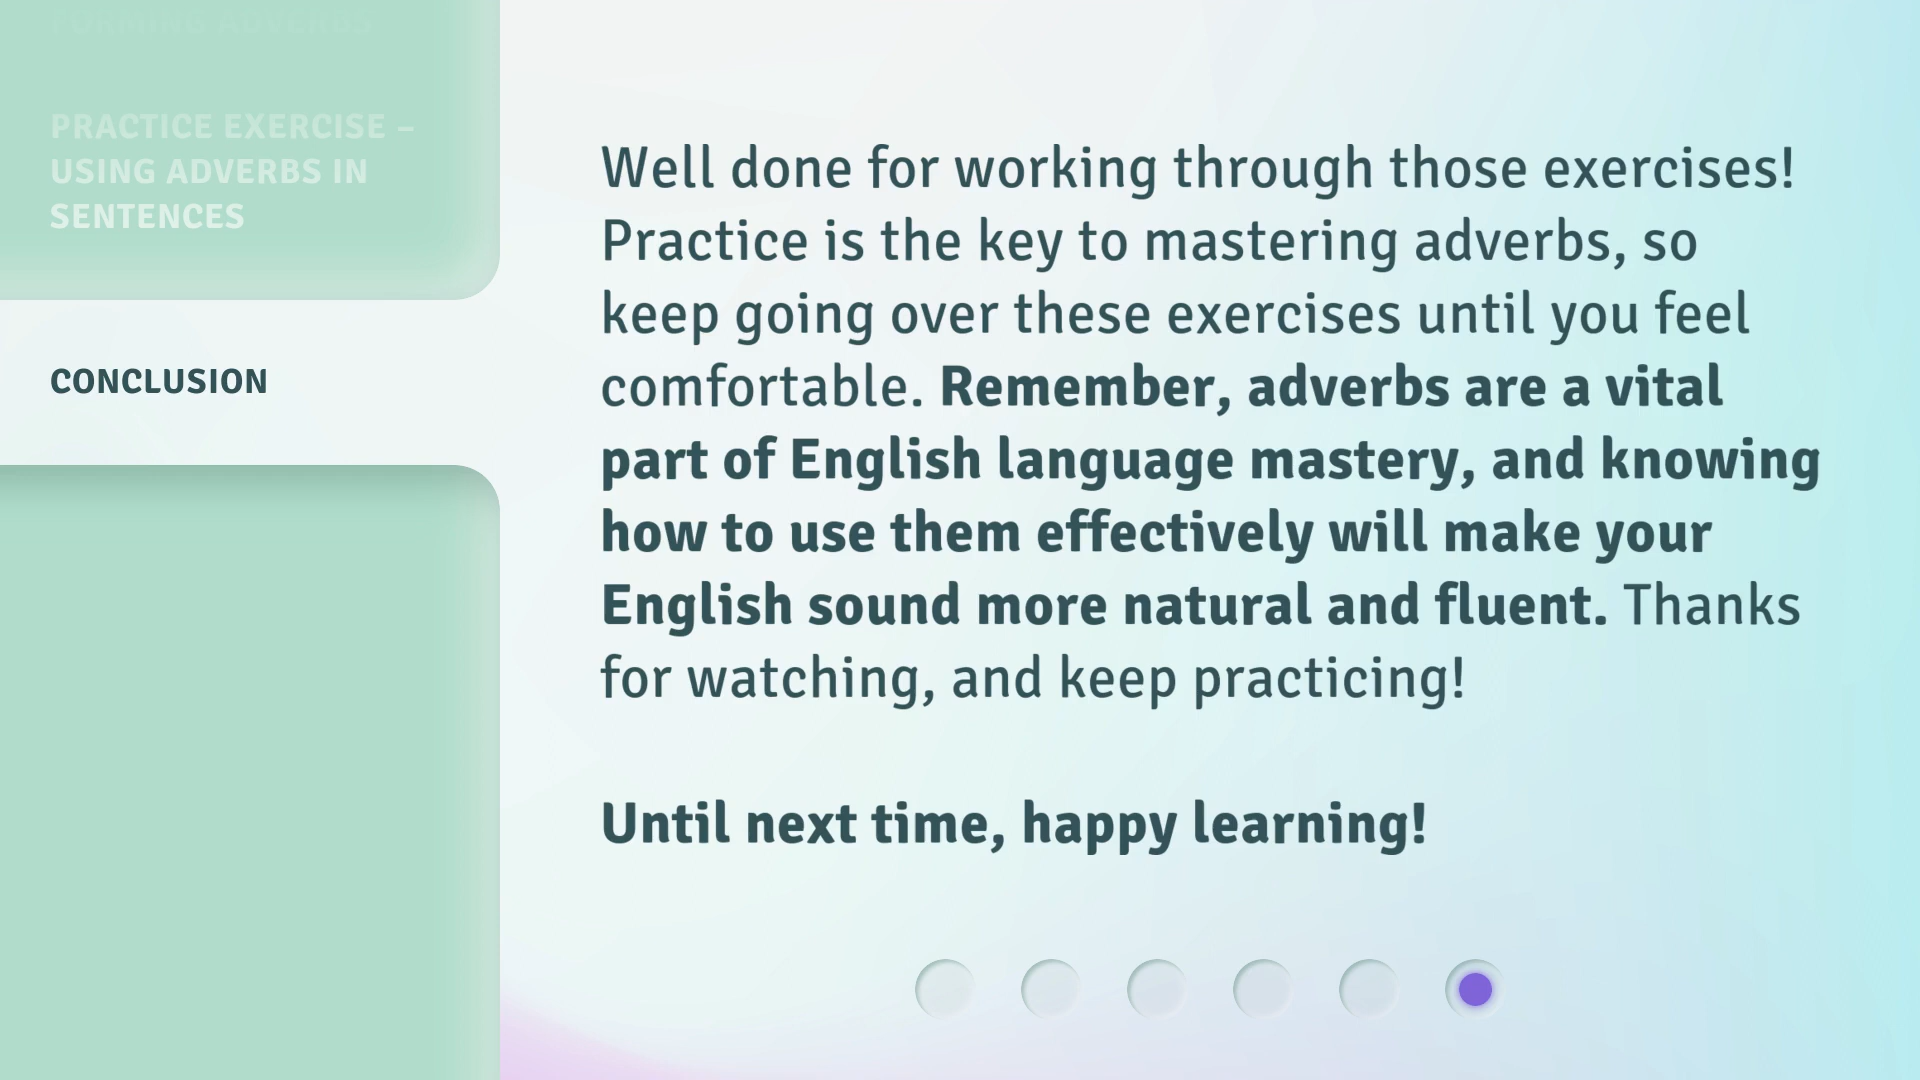 FORMING ADVERBS
PRACTICE EXERCISE –
USING ADVERBS IN
SENTENCES
CONCLUSION
Well done for working through those exercises!
Practice is the key to mastering adverbs, so
keep going over these exercises until you feel
comfortable. Remember, adverbs are a vital
part of English language mastery, and knowing
how to use them effectively will make your
English sound more natural and fluent. Thanks
for watching, and keep practicing!
Until next time, happy learning!